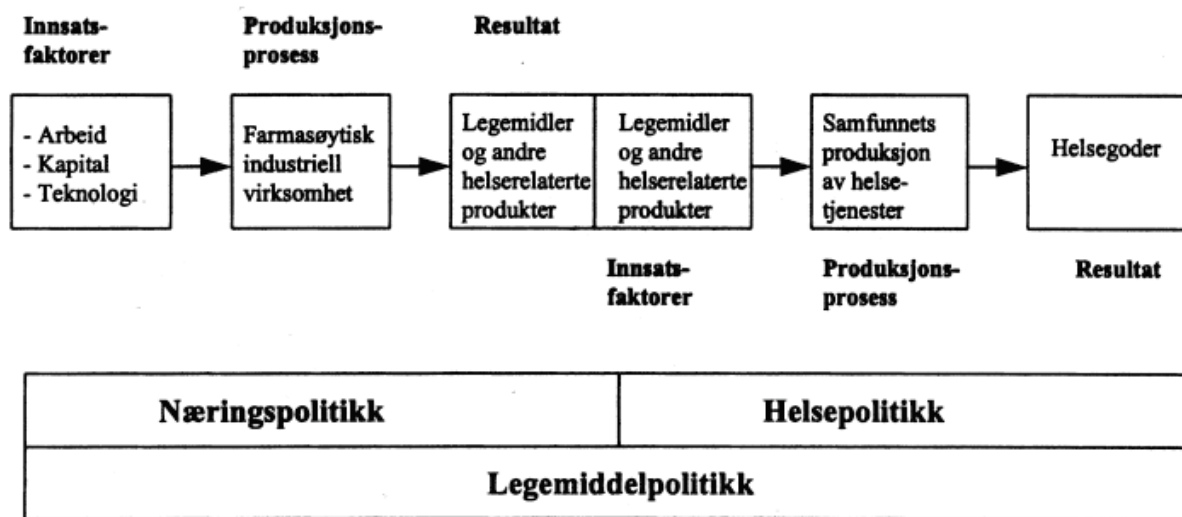 Innsats-
faktorer
Produksjons-
prosess
Resultat
- Arbeid
- Kapital
- Teknologi
Farmasøytisk
industriell
virksomhet
Legemidler
og andre
helserelaterte
produkter
Legemidler
og andre
helserelaterte
produkter
Samfunnets
produksjon
av helse-
tjenester
Helsegoder
Innsats-
faktorer
Produksjons-
prosess
Resultat
Næringspolitikk
Helsepolitikk
Legemiddelpolitikk